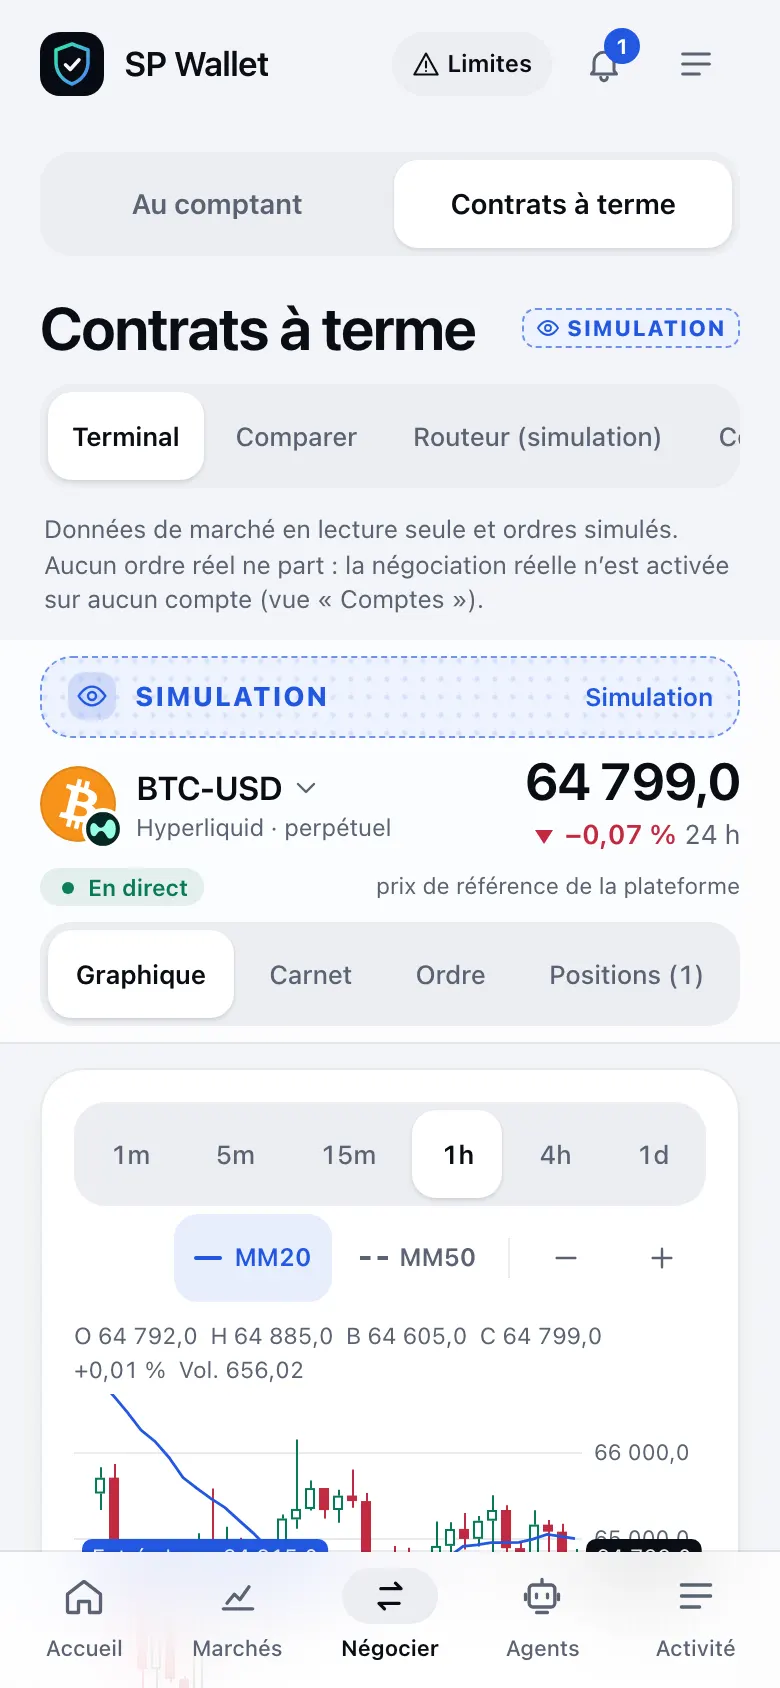 SP Wallet
Limites
1
Au comptant
Contrats à terme
Contrats à terme
SIMULATION
Terminal
Comparer
Routeur (simulation)
Données de marché en lecture seule et ordres simulés.
Aucun ordre réel ne part : la négociation réelle n’est activée
sur aucun compte (vue « Comptes »).
SIMULATION
Simulation
BTC-USD
64 799,0
Hyperliquid · perpétuel
−0,07 % 24 h
En direct
prix de référence de la plateforme
Graphique
Carnet
Ordre
Positions (1)
1m
5m
15m
1h
4h
1d
MM20
MM50
O 64 792,0 H 64 885,0 B 64 605,0 C 64 799,0
+0,01 % Vol. 656,02
66 000,0
65 000,0
Accueil
Marchés
Négocier
Agents
Activité